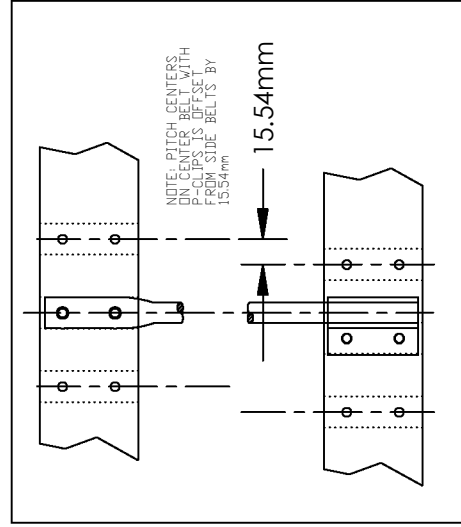 NOTE: PITCH CENTERS
ON CENTER BELT WITH
P-CLIPS IS OFFSET
FROM SIDE BELTS BY
15.54mm
15.54mm